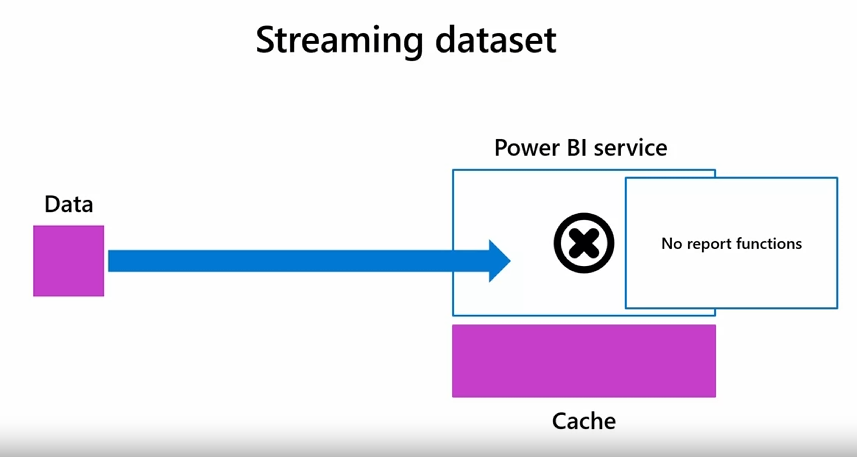 Streaming dataset
Power BI service
Data
No report functions
Cache